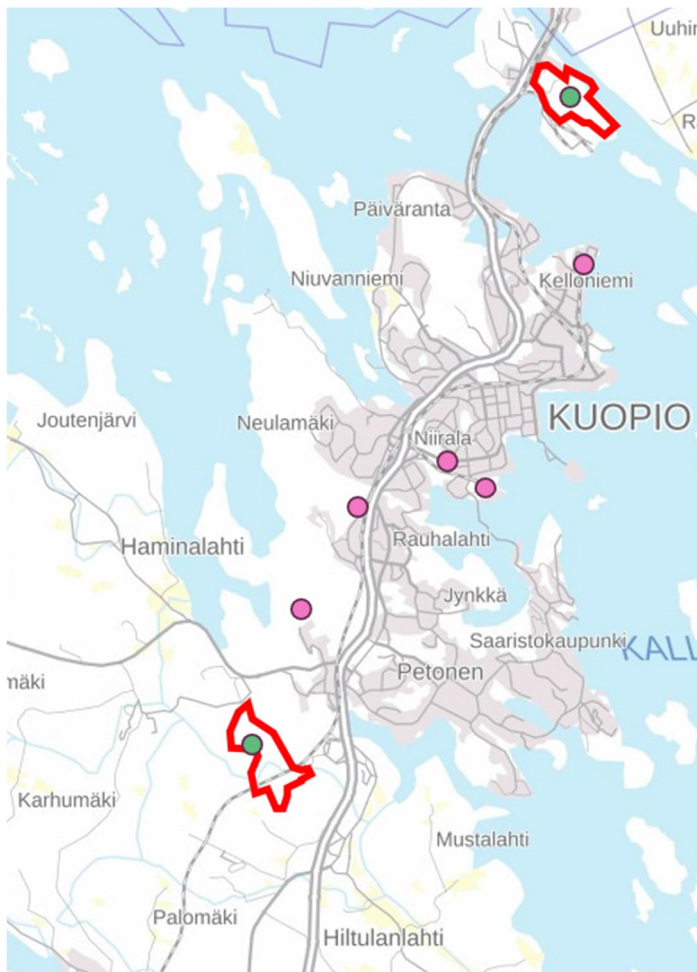 Uuhin
R
Päiväranta
Niuvanniemi
Kelloniemi
Joutenjärvi
Neulamäki
Niirala
KUOPIO
Haminalahti
Rauhalahti
Jynkkä
Saaristokaupunki
KALL
mäki
Petonen
Karhumäki
Mustalahti
Palomäki
Hiltulanlahti